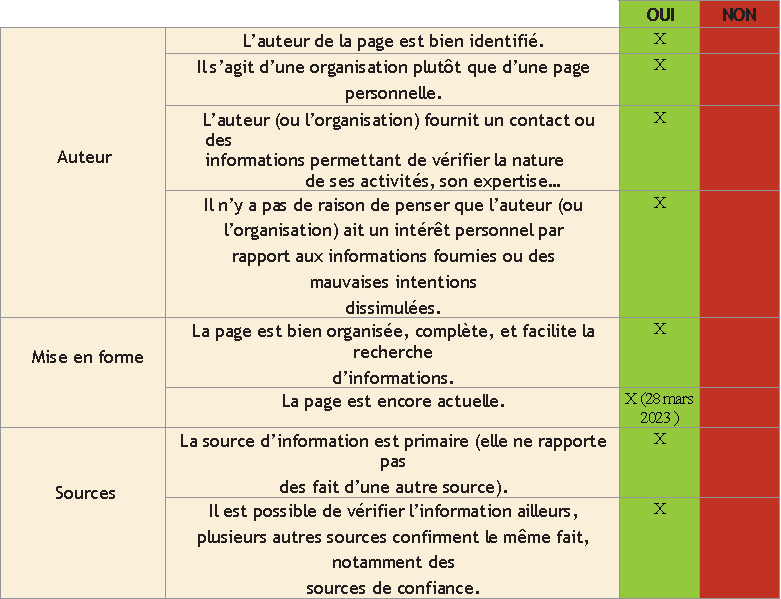 OUI NON
L'auteur de la page est bien identifié. X
Il s'agit d'une organisation plutôt que d'une page X
personnelle.
Auteur
L'auteur (ou l'organisation) fournit un contact ou X
des
informations permettant de vérifier la nature
de ses activités, son expertise…
Il n'y a pas de raison de penser que l'auteur (ou X
l'organisation) ait un intérêt personnel par
rapport aux informations fournies ou des
mauvaises intentions
dissimulées.
Mise en forme
La page est bien organisée, complète, et facilite la X
recherche
d'informations.
La page est encore actuelle. X (28 mars
2023 )
Sources
La source d'information est primaire (elle ne rapporte X
pas
des fait d'une autre source).
Il est possible de vérifier l'information ailleurs, X
plusieurs autres sources confirment le même fait,
notamment des
sources de confiance.